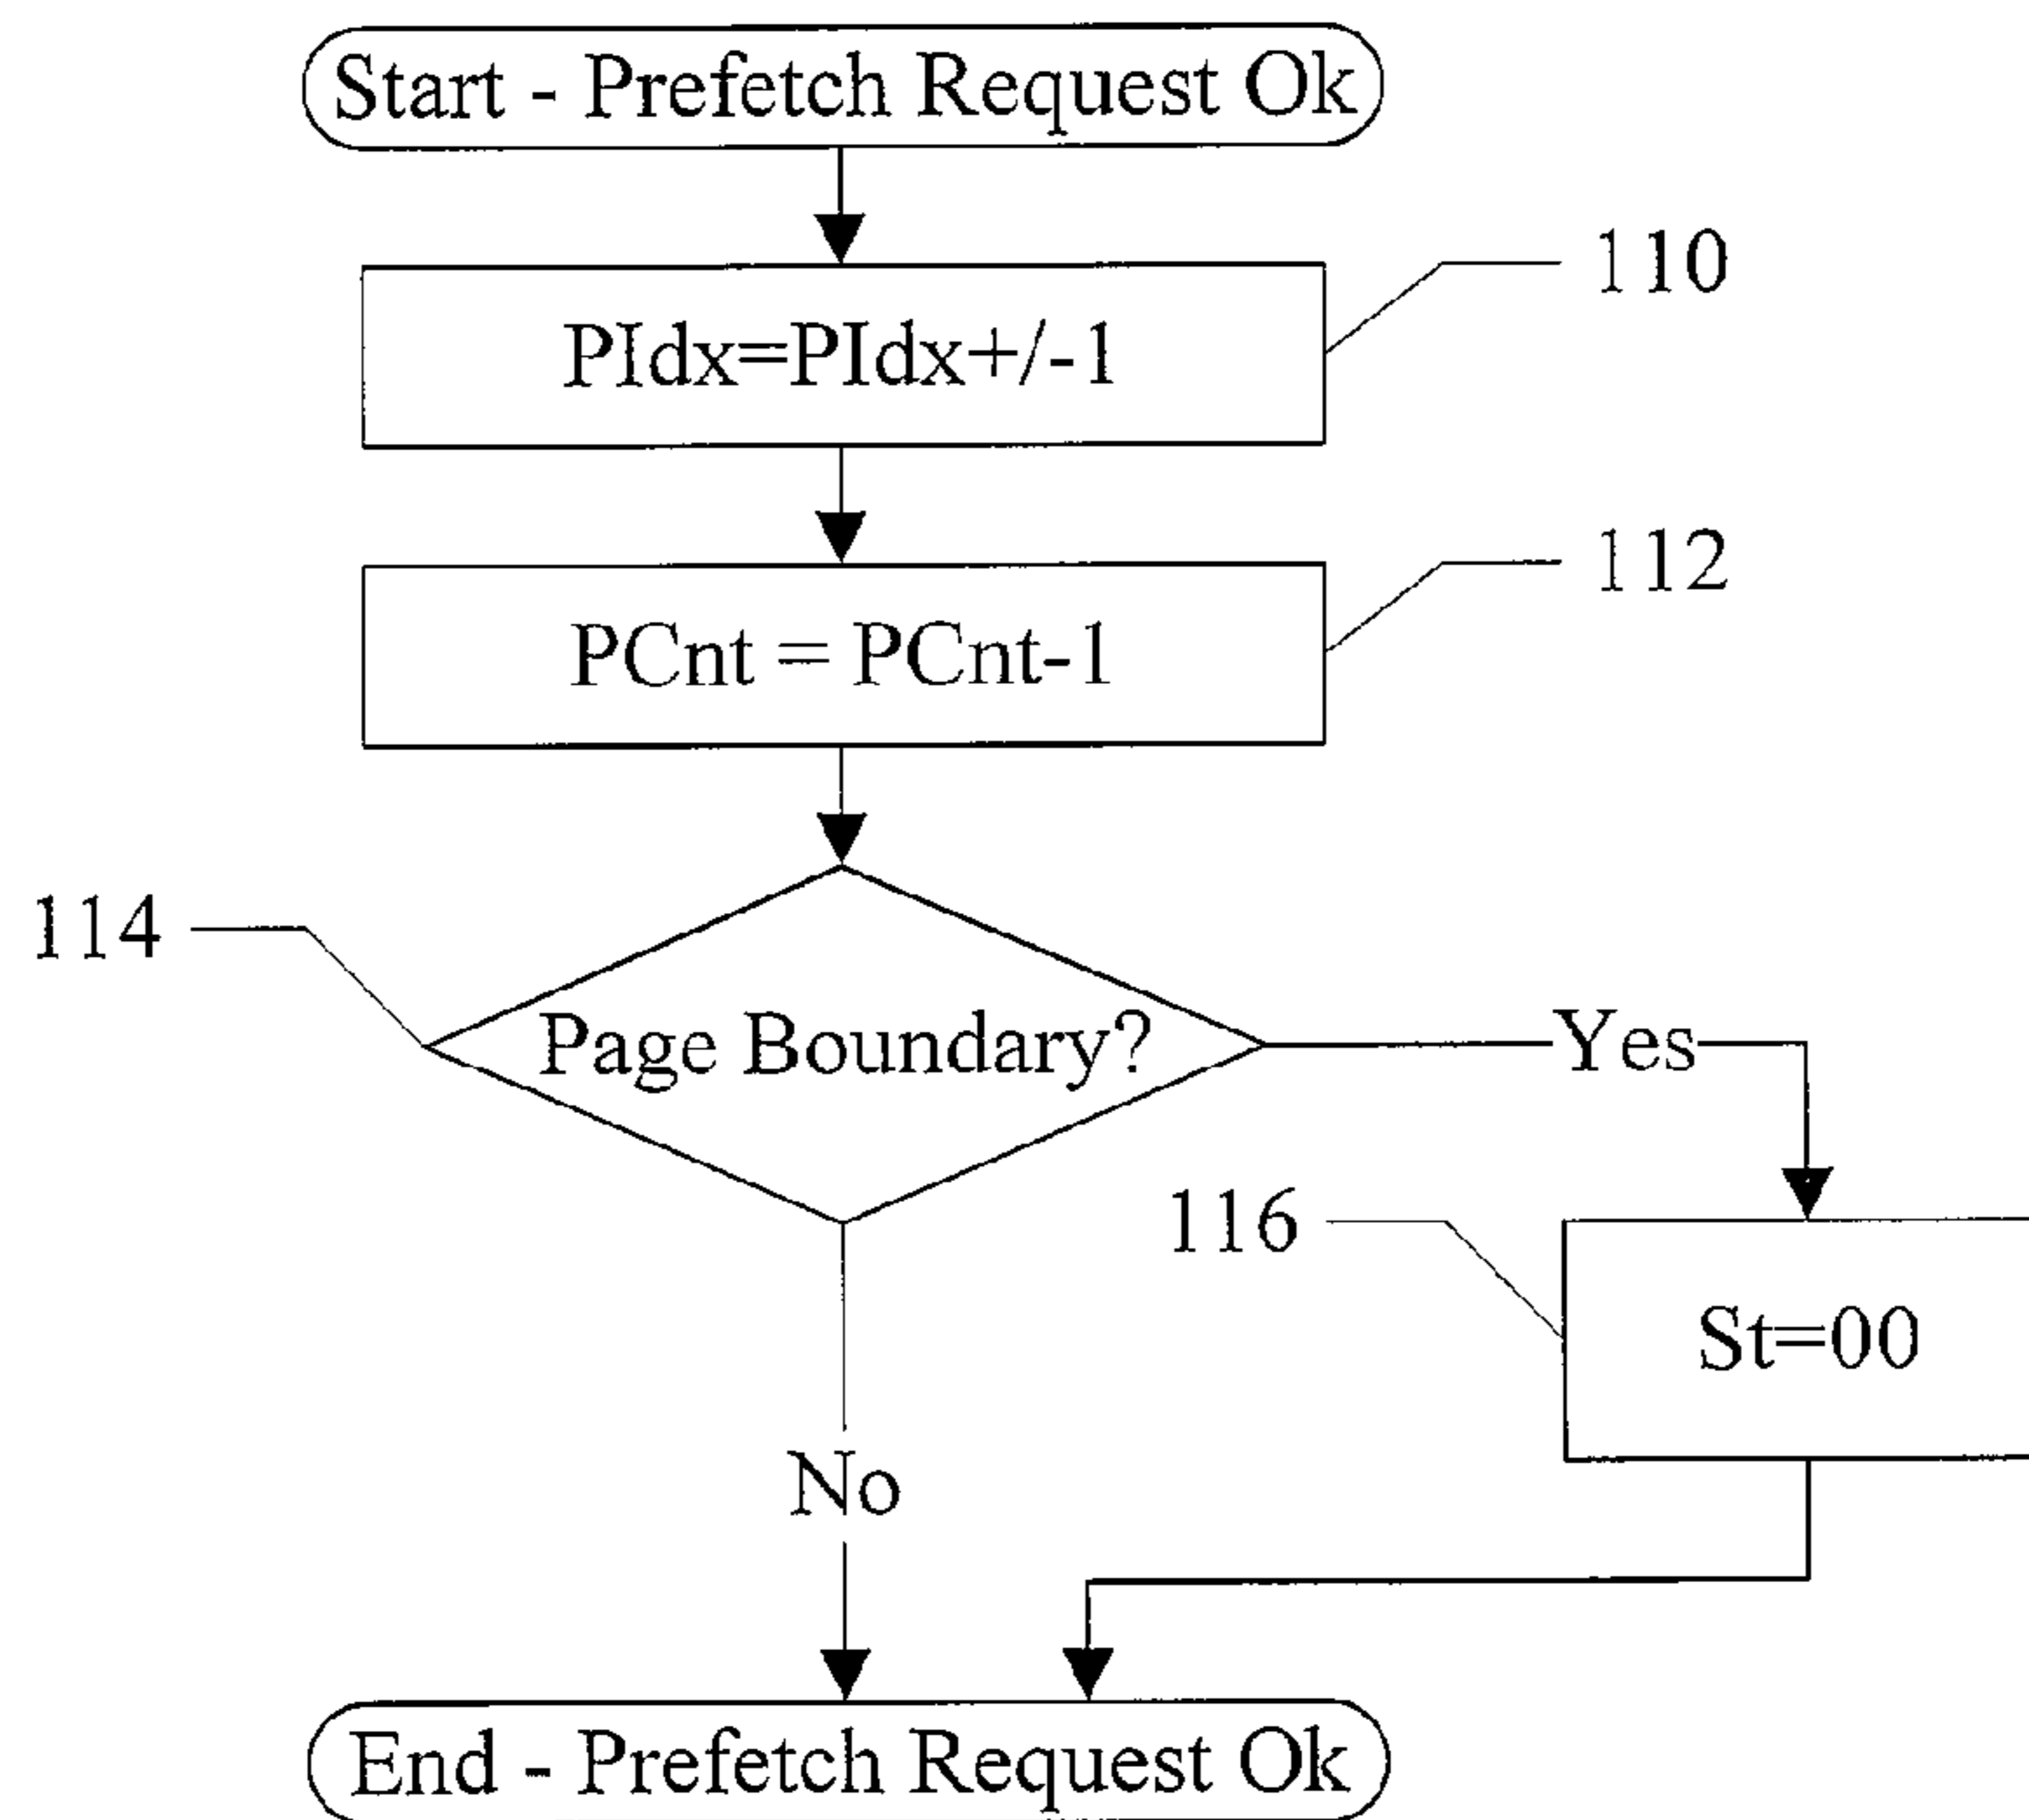 Start - Prefetch Request Ok
110
PIdx=PIdx+/-1
112
PCnt = PCnt-1
114
Page Boundary?
Yes
116
St=00
No
End - Prefetch Request Ok